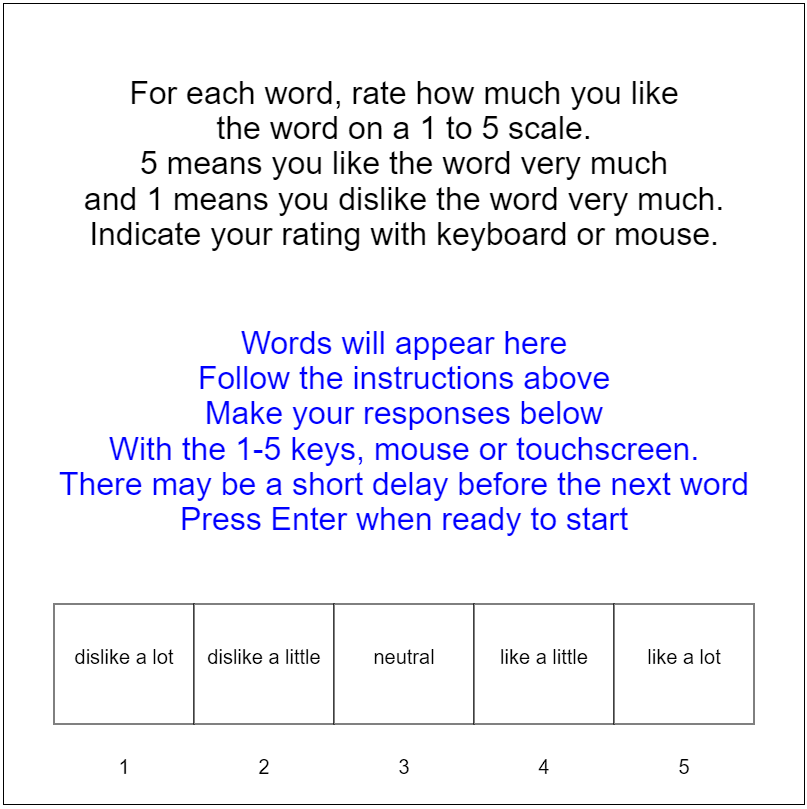 For each word, rate how much you like
the word on a 1 to 5 scale.
5 means you like the word very much
and 1 means you dislike the word very much.
Indicate your rating with keyboard or mouse.
Words will appear here
Follow the instructions above
Make your responses below
With the 1-5 keys, mouse or touchscreen.
There may be a short delay before the next word
Press Enter when ready to start
dislike a lot dislike a little neutral like a little like a lot
1 2 3 4 5